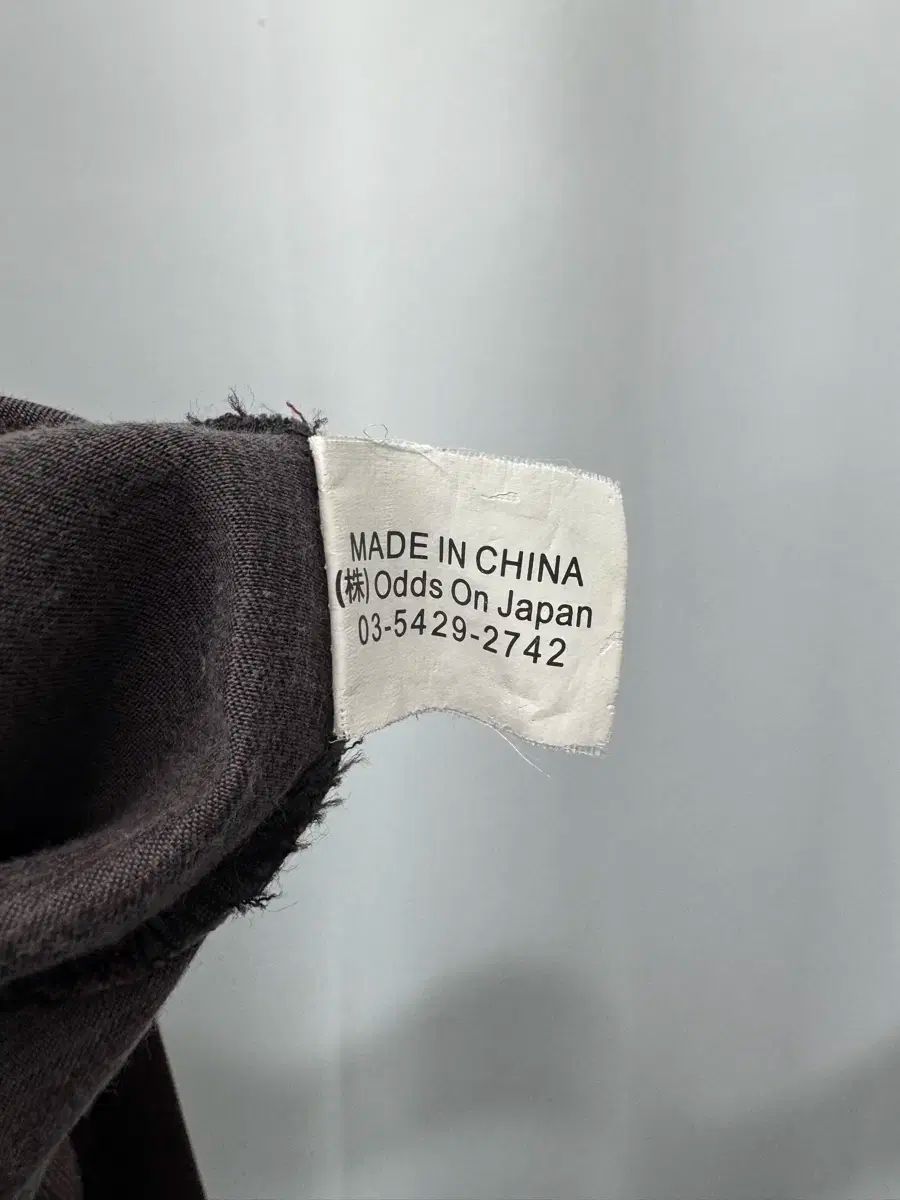 MADE IN CHINA
(株)Odds On Japan
03-5429-2742